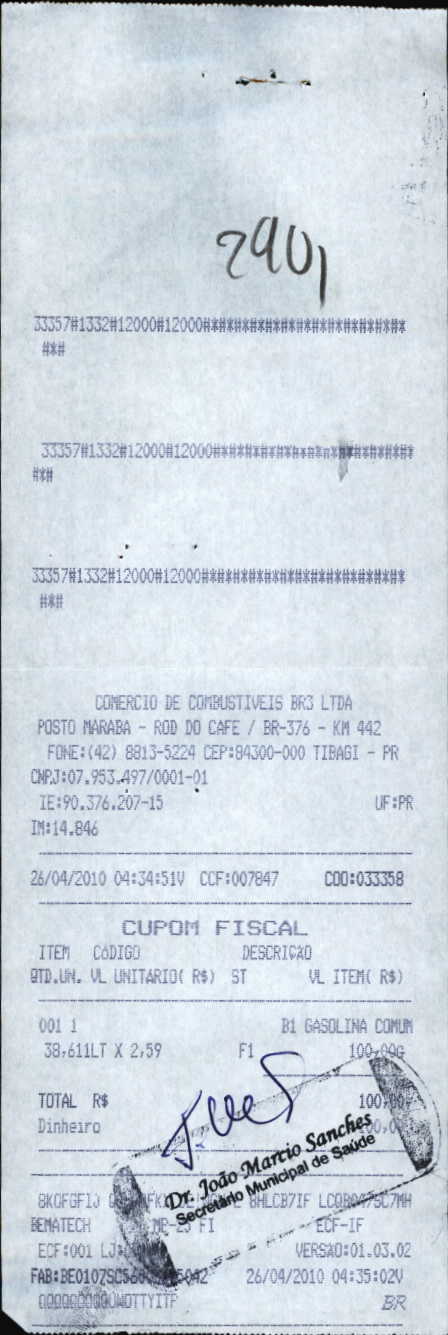 2901
33357#1332#12000#12000#*#*#*#*#*#*#*#*#*#*#*#*#*
#*#
33357#1332#12000#12000#*#*#*#*#*#*#*#*#*#*#*#*#*
#*#
33357#1332#12000#12000#*#*#*#*#*#*#*#*#*#*#*#*#*
#*#
COMERCIO DE COMBUSTIVEIS BR3 LTDA
POSTO MARABA - ROD DO CAFE / BR-376 - KM 442
FONE:(42) 8813-5224 CEP:84300-000 TIBAGI - PR
CNPJ:07.953.497/0001-01
IE:90.376.207-15 UF:PR
IM:14.846
26/04/2010 04:34:51V CCF:007847 COO:033358
CUPOM FISCAL
ITEM CÓDIGO DESCRIÇÃO
QTD.UN. VL UNITÁRIO( R$) ST VL ITEM( R$)
001 1 B1 GASOLINA COMUM
38,611LT X 2,59 F1 100,00G
TOTAL R$ 100,00
Dinheiro
Dr. João Marcio Sanches
Secretário Municipal de Saúde
BEMATECH FI ECF-IF
ECF:001 VERSÃO:01.03.02
26/04/2010 04:35:02V
BR